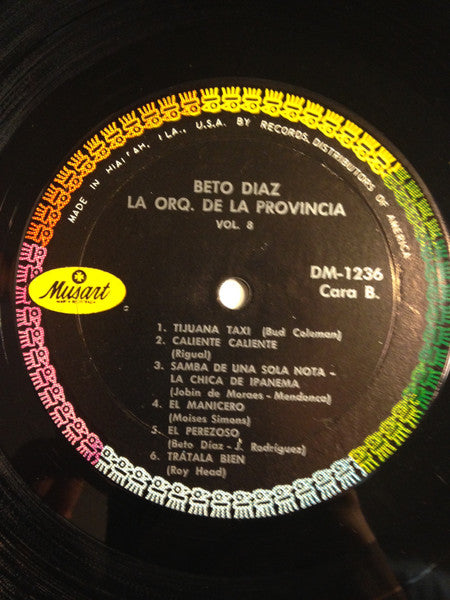 MADE IN HIALEAH, FLA., U.S.A. BY RECORDS DISTRIBUTORS OF AMERICA
BETO DIAZ
LA ORQ. DE LA PROVINCIA
VOL. 8
Musart
DM-1236
Cara B.
1. TIJUANA TAXI (Bud Coleman)
2. CALIENTE CALIENTE
(Rigual)
3. SAMBA DE UNA SOLA NOTA -
LA CHICA DE IPANEMA
(Jobin de Moraes - Mendonca)
4. EL MANICERO
(Moises Simons)
5. EL PEREZOSO
(Beto Diaz - J. Rodríguez)
6. TRÁTALA BIEN
(Roy Head)